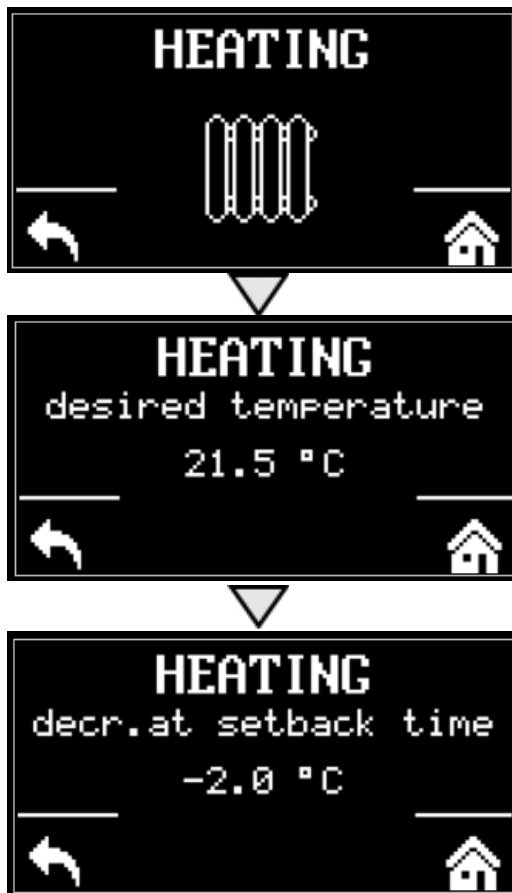 HEATING
HEATING
desired temperature
21.5 °C
HEATING
decr.at setback time
-2.0 °C